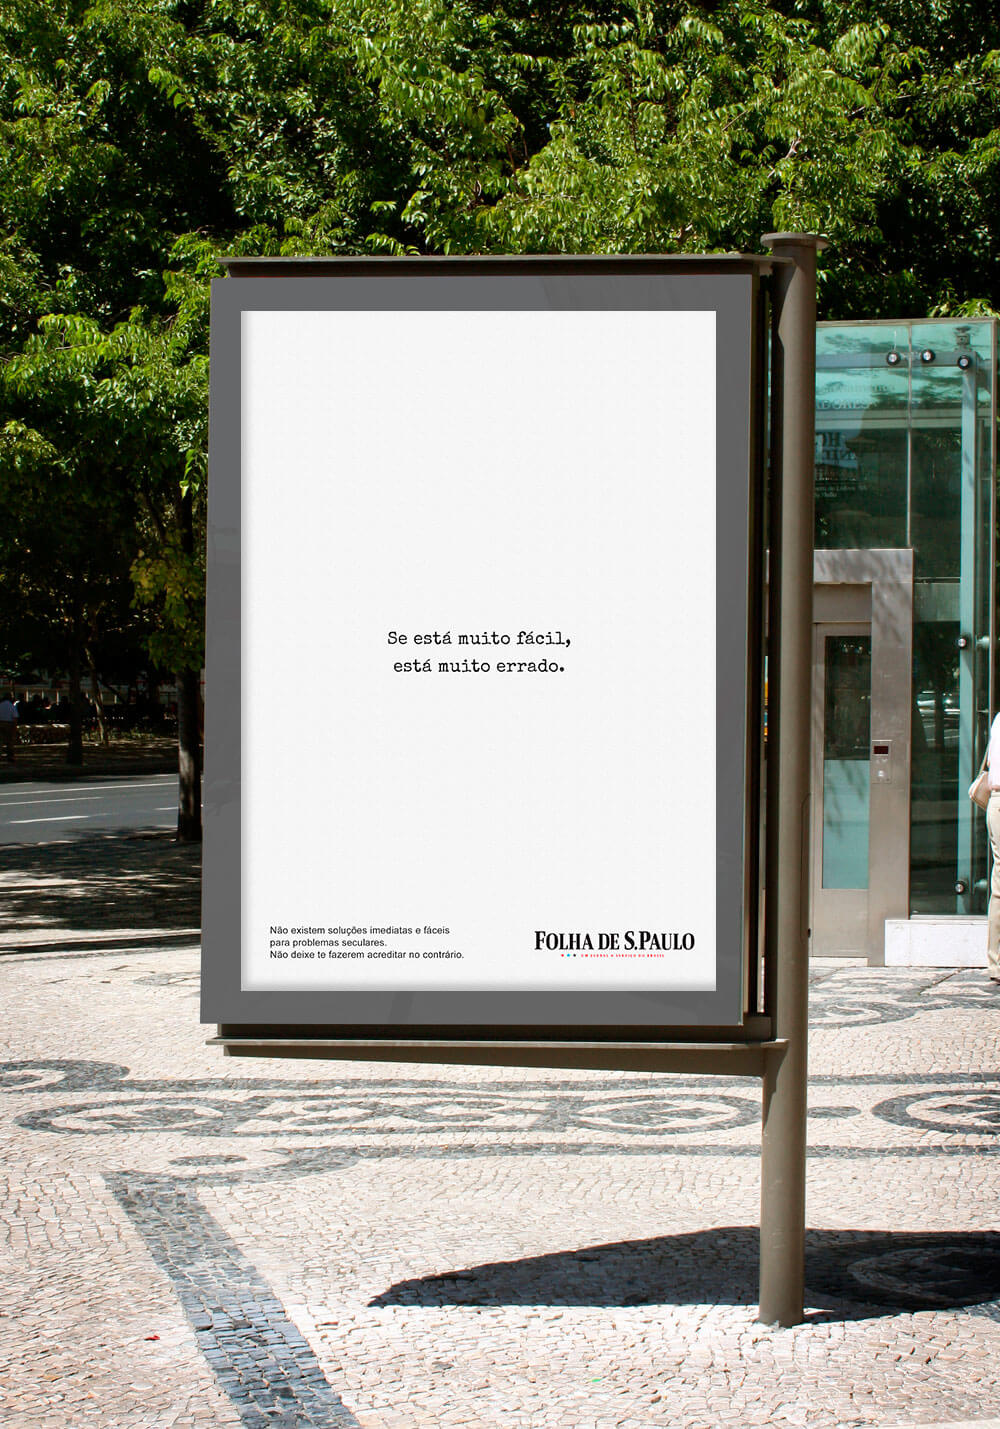 Se está muito fácil,
está muito errado.
Não existem soluções imediatas e fáceis
para problemas seculares.
Não deixe te fazerem acreditar no contrário.
FOLHA DE S.PAULO
UM JORNAL A SERVIÇO DO BRASIL